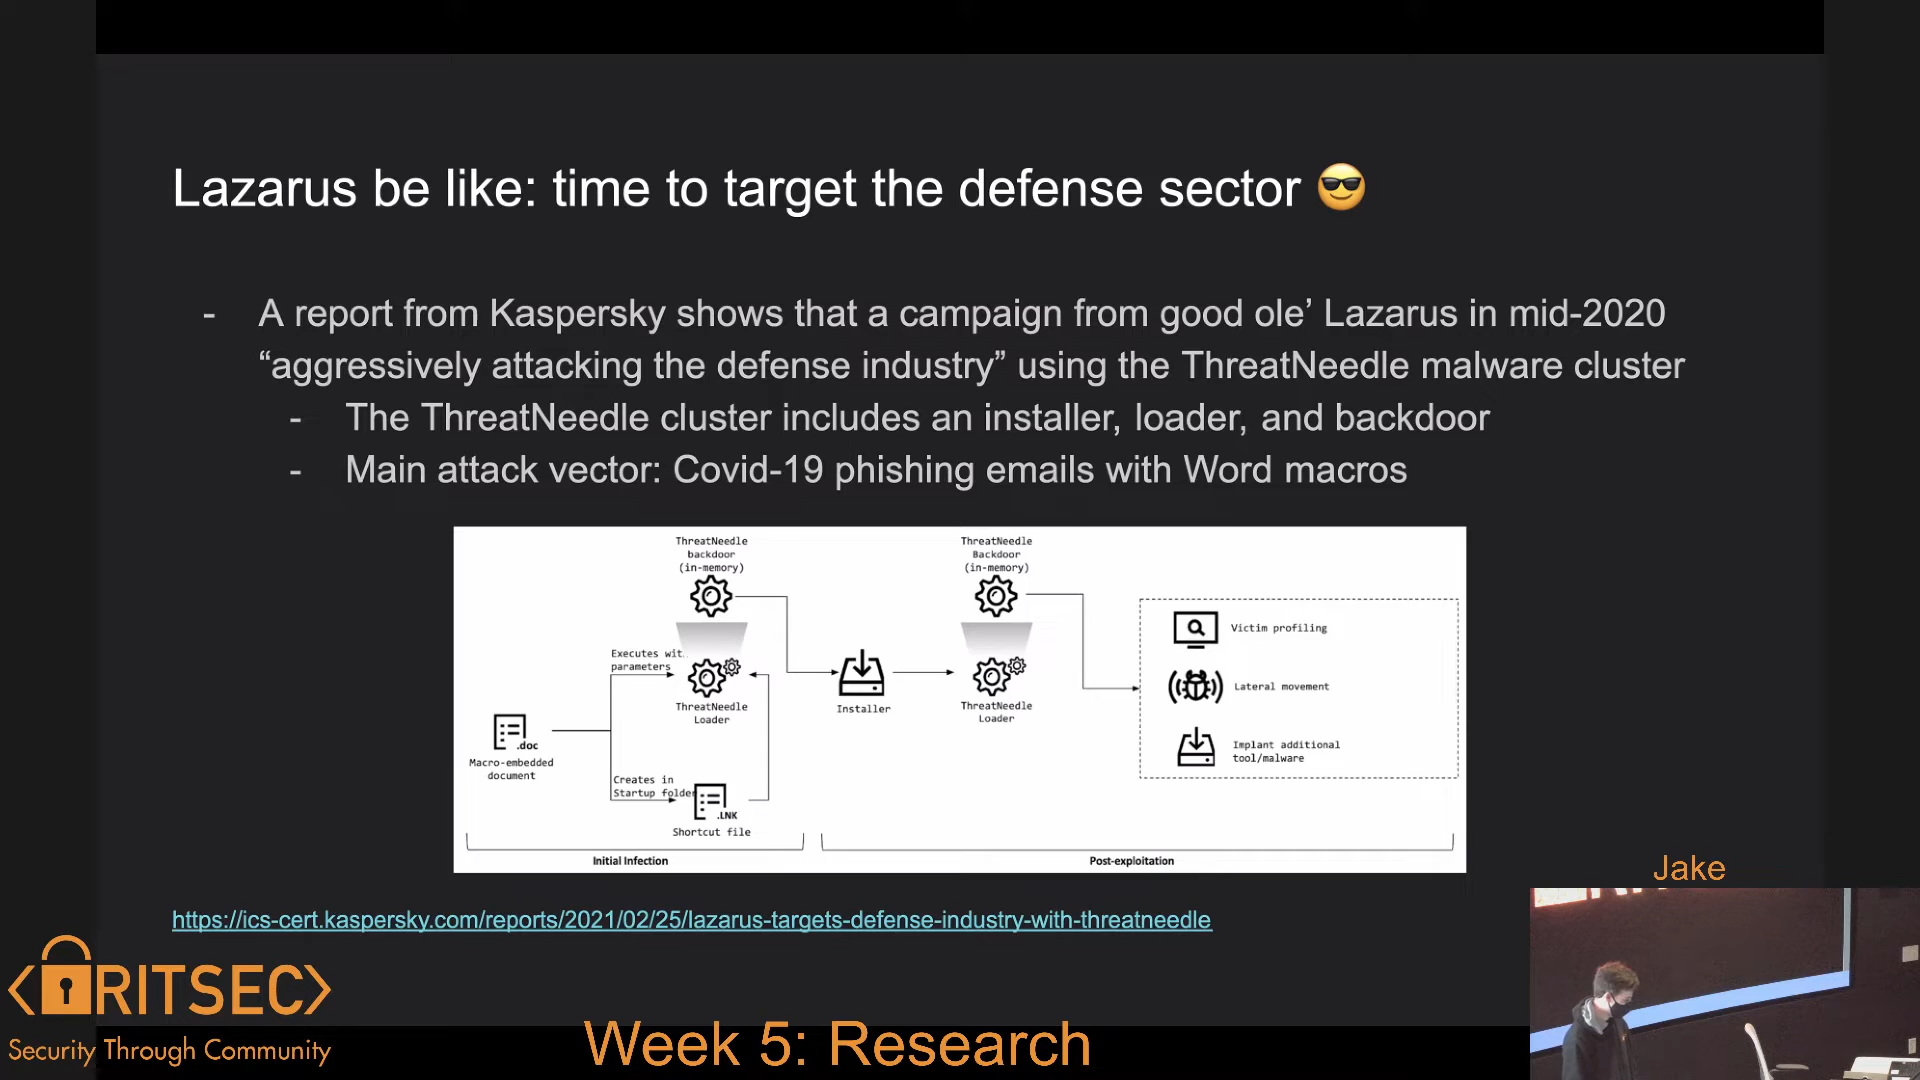 Lazarus be like: time to target the defense sector 😎
- A report from Kaspersky shows that a campaign from good ole’ Lazarus in mid-2020
“aggressively attacking the defense industry” using the ThreatNeedle malware cluster
- The ThreatNeedle cluster includes an installer, loader, and backdoor
- Main attack vector: Covid-19 phishing emails with Word macros
ThreatNeedle
backdoor
(in-memory)
ThreatNeedle
Backdoor
(in-memory)
Victim profiling
Executes wit
parameters
Lateral movement
ThreatNeedle
Loader
Installer
ThreatNeedle
Loader
.doc
Macro-embedded
document
Implant additional
tool/malware
Creates in
Startup folder
.LNK
Shortcut file
Initial Infection
Post-exploitation
Jake
https://ics-cert.kaspersky.com/reports/2021/02/25/lazarus-targets-defense-industry-with-threatneedle
RITSEC
Security Through Community
Week 5: Research